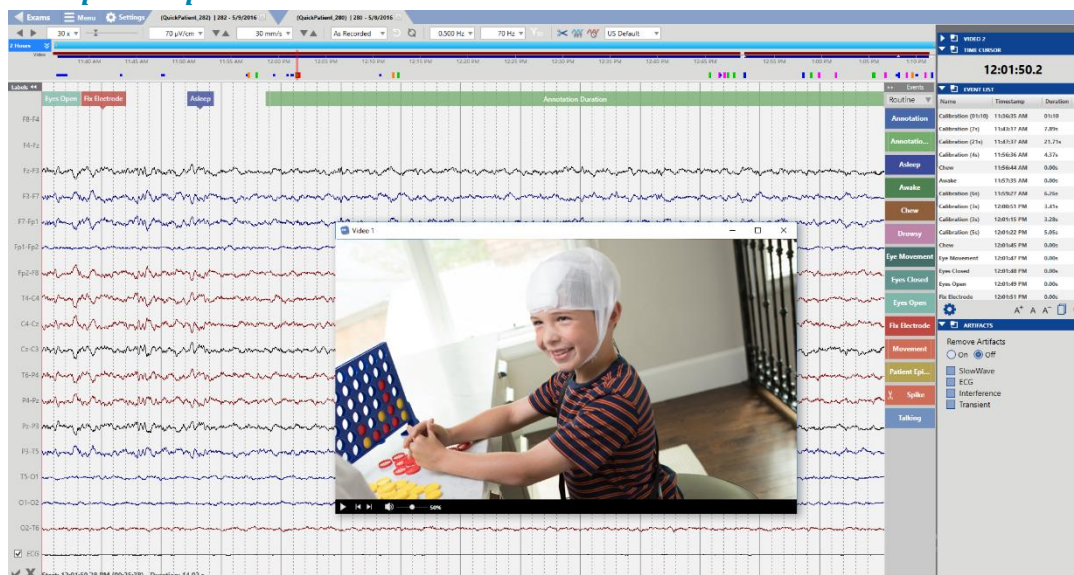 Exams Menu Settings (QuickPatient_282) | 282 - 5/9/2016 (QuickPatient_280) | 280 - 5/9/2016
30 x 70 µV/cm 30 mm/s As Recorded 0.500 Hz 70 Hz US Default
2 Hours
Video
11:40 AM 11:45 AM 11:50 AM 11:55 AM 12:00 PM 12:05 PM 12:10 PM 12:15 PM 12:20 PM 12:25 PM 12:30 PM 12:35 PM 12:40 PM 12:45 PM 12:50 PM 12:55 PM 1:00 PM 1:05 PM 1:10 PM
Labels
Eyes Open Fix Electrode Asleep Annotation Duration
F8-F4
F4-Fz
Fz-F3
F3-F7
F7-Fp1
Fp1-Fp2
Fp2-F8
T4-C4
C4-Cz
Cz-C3
T6-P4
P4-Pz
Pz-P3
P3-T5
T5-O1
O1-O2
O2-T6
ECG
Video 1
50%
Events
Routine
Annotation
Annotatio...
Asleep
Awake
Chew
Drowsy
Eye Movement
Eyes Closed
Eyes Open
Fix Electrode
Movement
Patient Epi...
Spike
Talking
VIDEO 2
TIME CURSOR
12:01:50.2
EVENT LIST
Name Timestamp Duration
Calibration (01:10) 11:36:35 AM 01:10
Calibration (7s) 11:43:17 AM 7.89s
Calibration (21s) 11:47:37 AM 21.71s
Calibration (4s) 11:56:36 AM 4.37s
Chew 11:56:44 AM 0.00s
Awake 11:57:35 AM 0.00s
Calibration (6s) 11:59:27 AM 6.26s
Calibration (3s) 12:00:51 PM 3.41s
Calibration (3s) 12:01:15 PM 3.28s
Calibration (5s) 12:01:22 PM 5.05s
Chew 12:01:45 PM 0.00s
Eye Movement 12:01:47 PM 0.00s
Eyes Closed 12:01:48 PM 0.00s
Eyes Open 12:01:49 PM 0.00s
Fix Electrode 12:01:51 PM 0.00s
A+ A A-
ARTIFACTS
Remove Artifacts
On Off
SlowWave
ECG
Interference
Transient